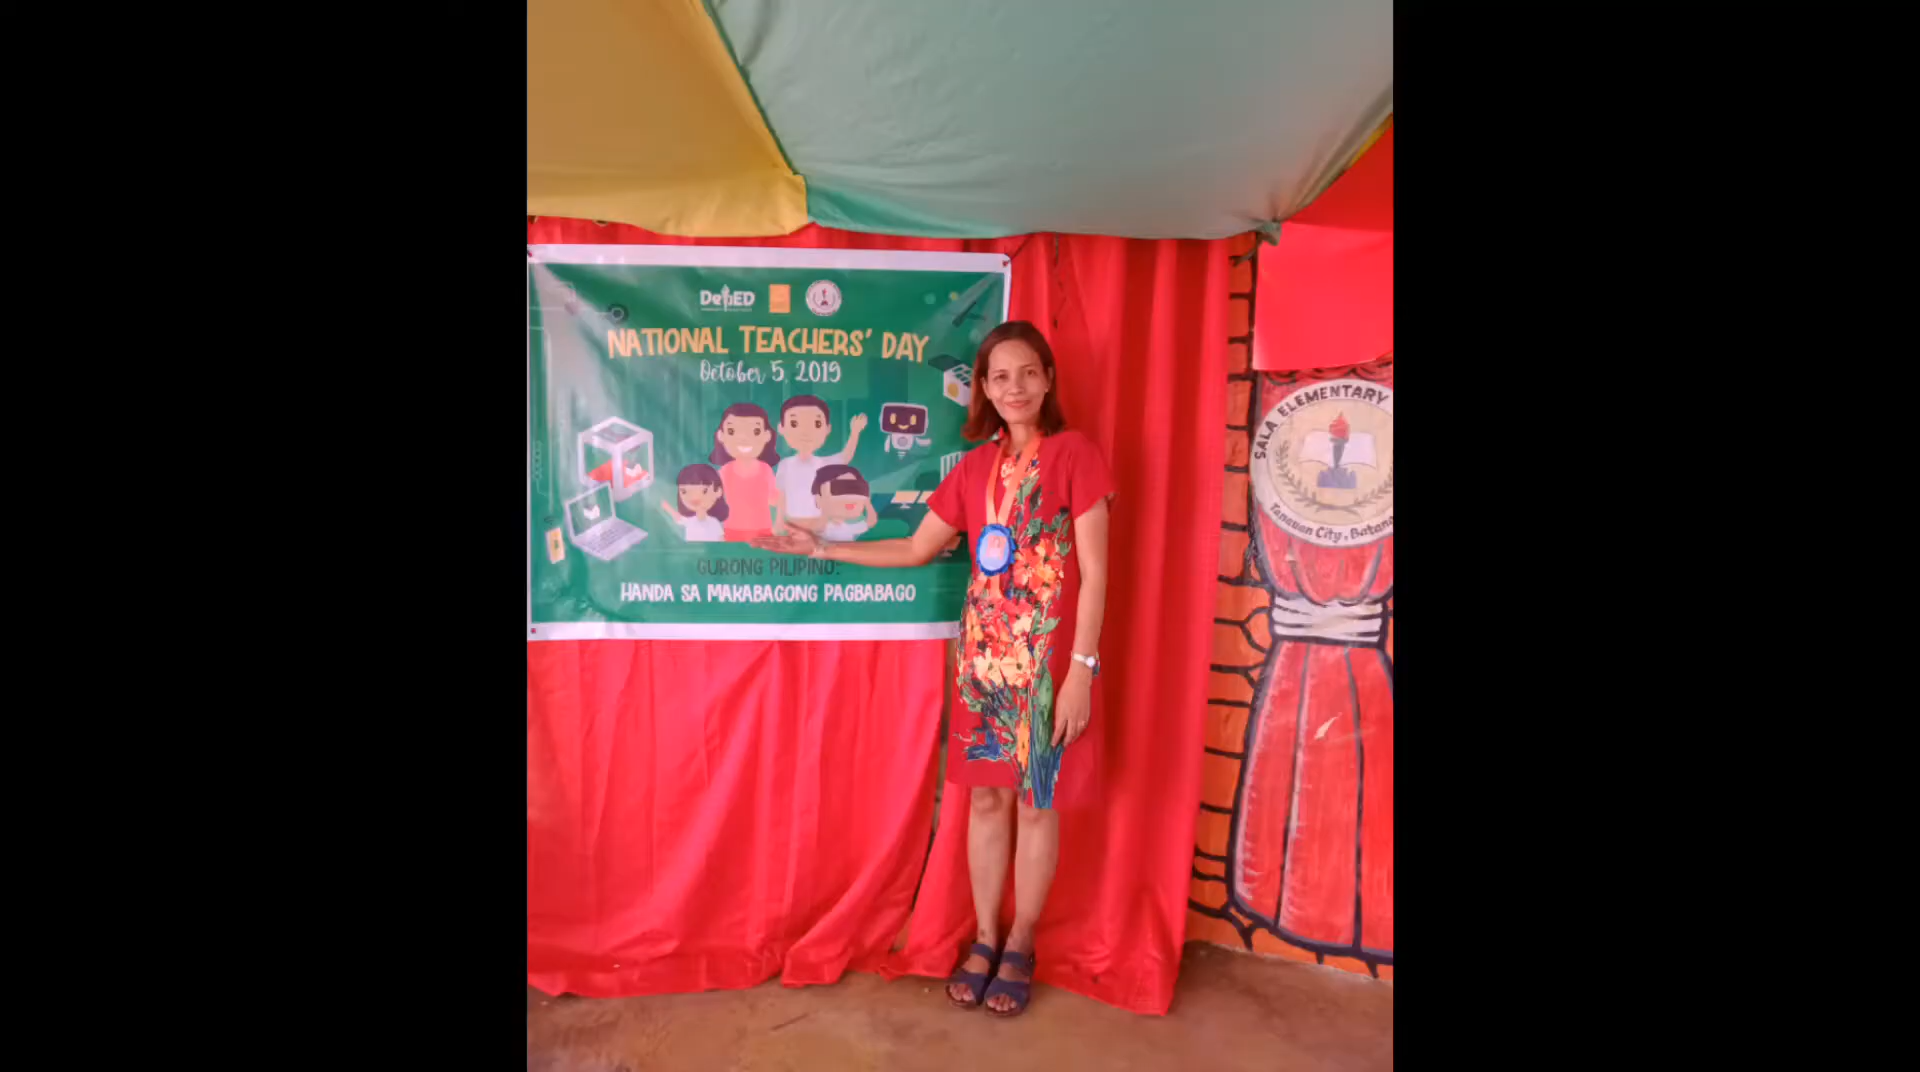 DepED
NATIONAL TEACHERS' DAY
October 5, 2019
GURONG PILIPINO:
HANDA SA MAKABAGONG PAGBABAGO
SALA ELEMENTARY
Tanauan City, Batang